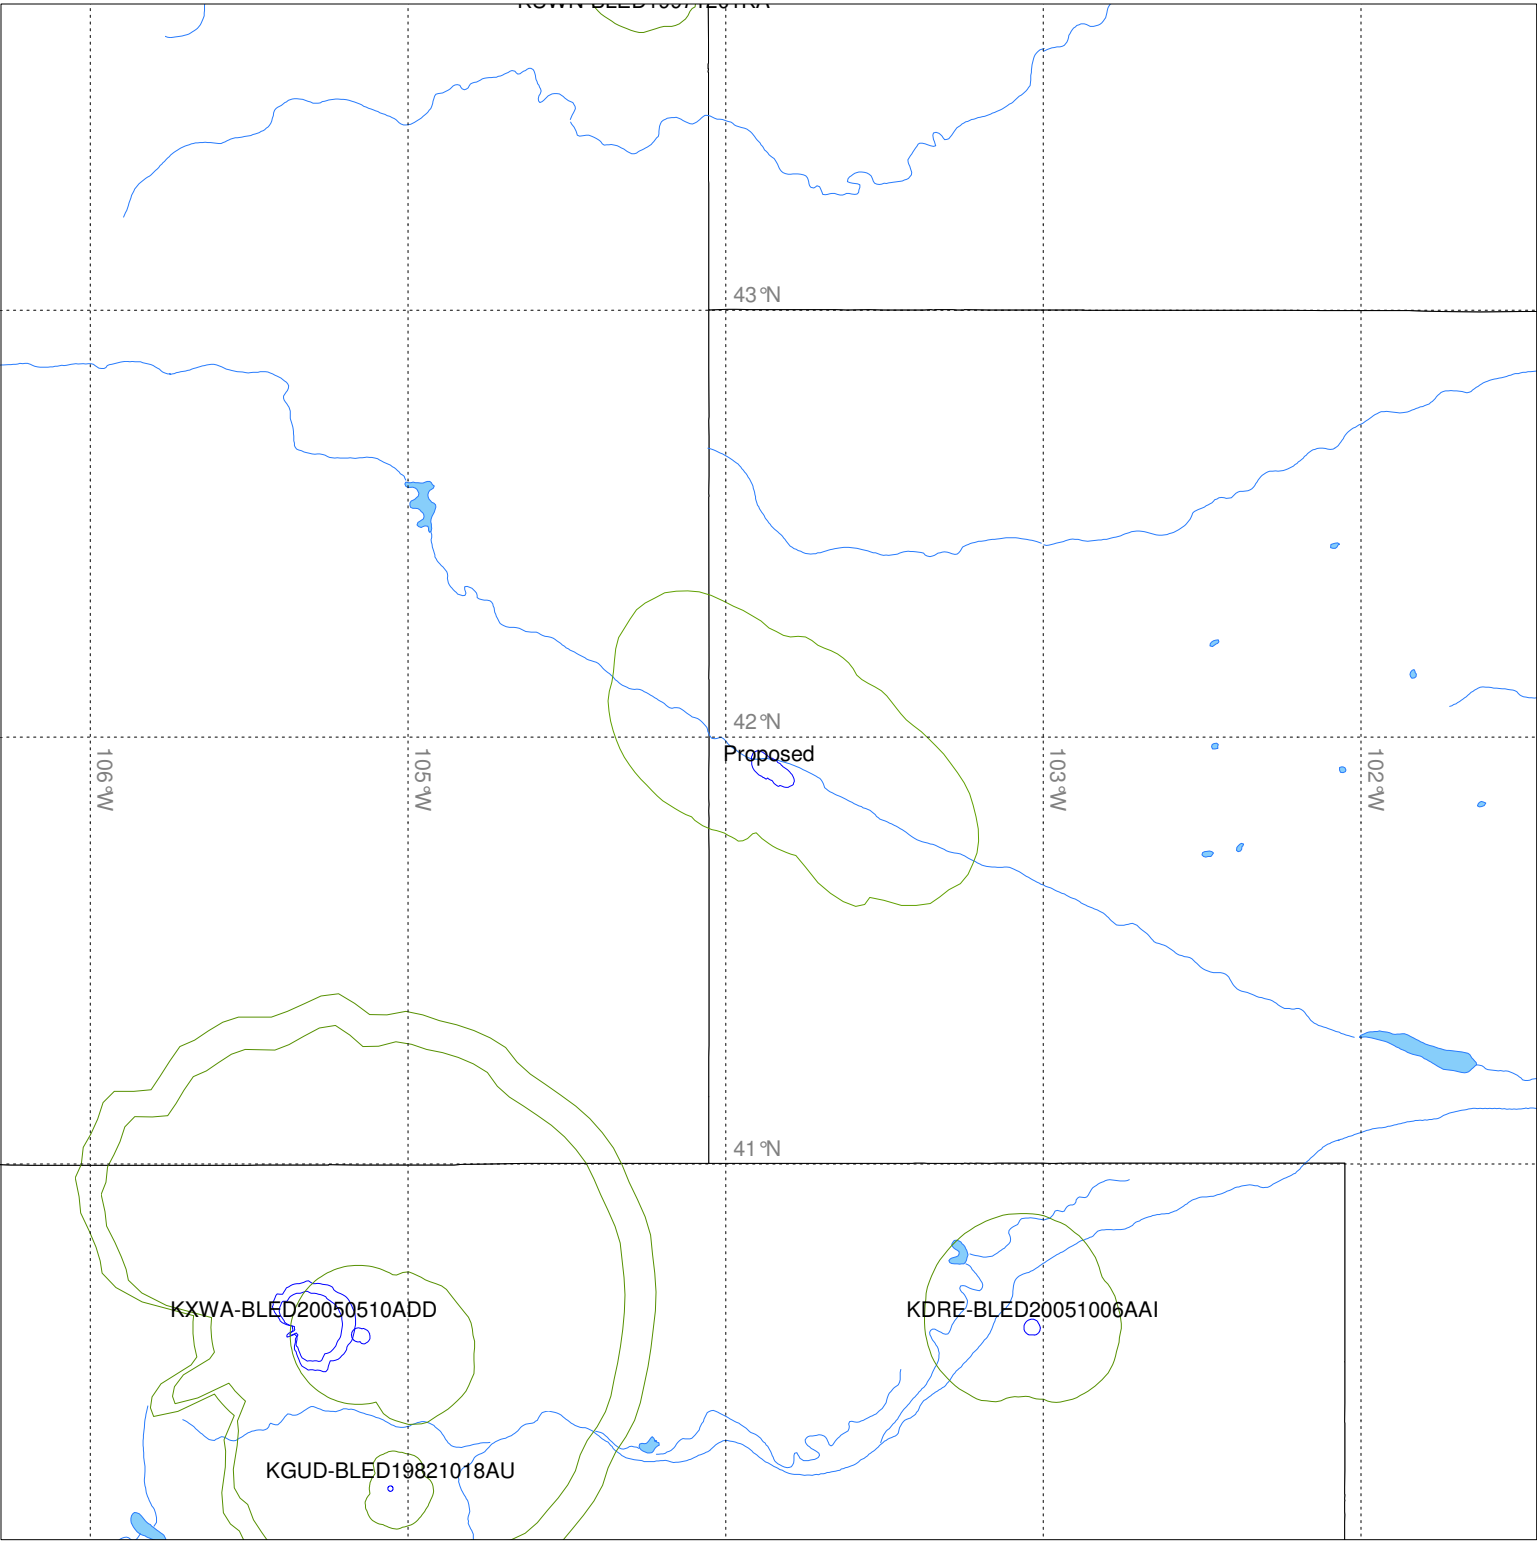 43°N
42°N
Proposed
106°W
105°W
103°W
102°W
41°N
KXWA-BLED20050510ADD
KDRE-BLED20051006AAI
KGUD-BLED19821018AU